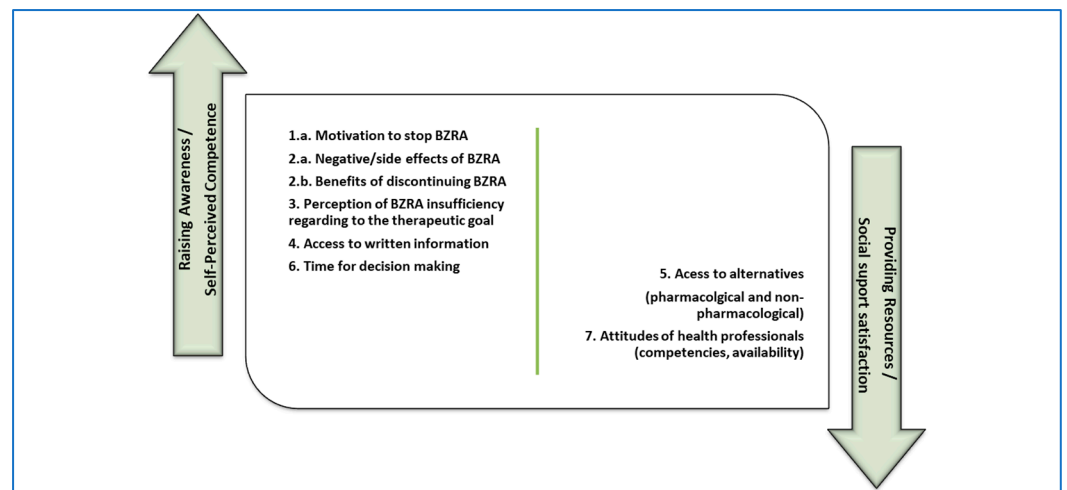 Raising Awareness /
Self-Perceived Competence
1.a. Motivation to stop BZRA
2.a. Negative/side effects of BZRA
2.b. Benefits of discontinuing BZRA
3. Perception of BZRA insufficiency
regarding to the therapeutic goal
4. Access to written information
6. Time for decision making
5. Acess to alternatives
(pharmacolgical and non-
pharmacological)
7. Attitudes of health professionals
(competencies, availability)
Providing Resources /
Social suport satisfaction